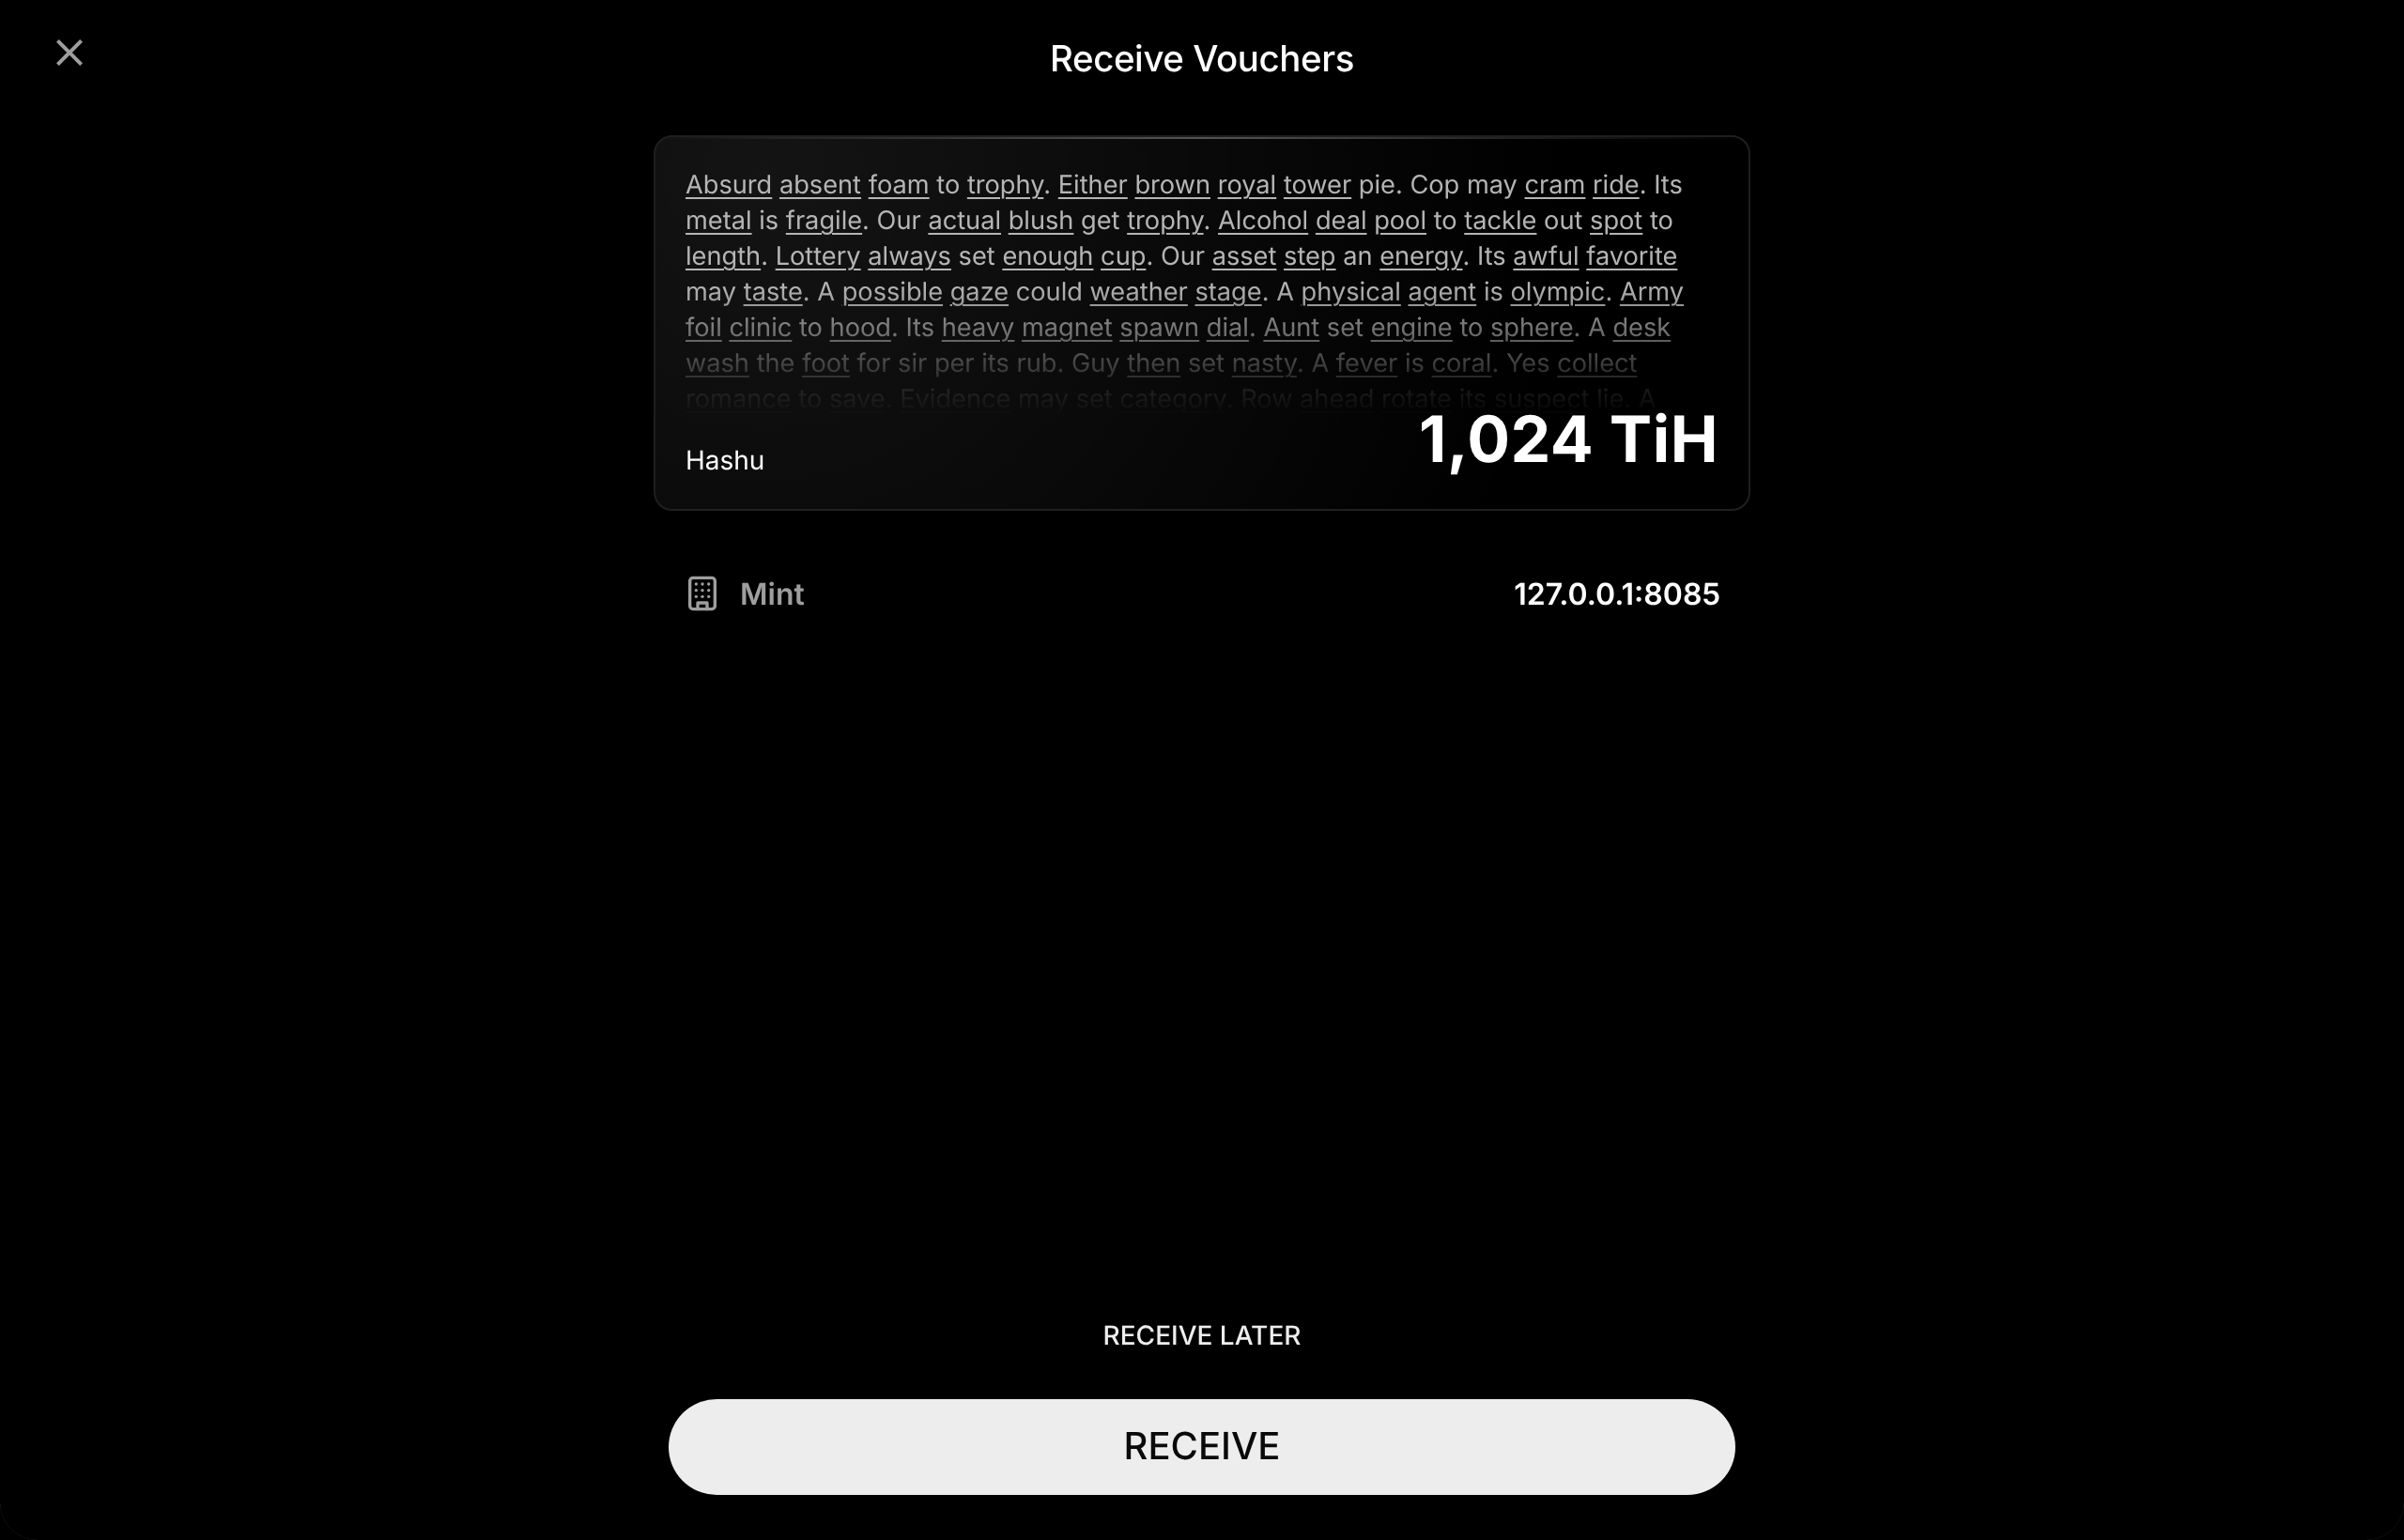 Receive Vouchers
Absurd absent foam to trophy. Either brown royal tower pie. Cop may cram ride. Its
metal is fragile. Our actual blush get trophy. Alcohol deal pool to tackle out spot to
length. Lottery always set enough cup. Our asset step an energy. Its awful favorite
may taste. A possible gaze could weather stage. A physical agent is olympic. Army
foil clinic to hood. Its heavy magnet spawn dial. Aunt set engine to sphere. A desk
wash the foot for sir per its rub. Guy then set nasty. A fever is coral. Yes collect
romance to save. Evidence may set category. Row ahead rotate its suspect lie. A
1,024 TiH
Hashu
Mint
127.0.0.1:8085
RECEIVE LATER
RECEIVE